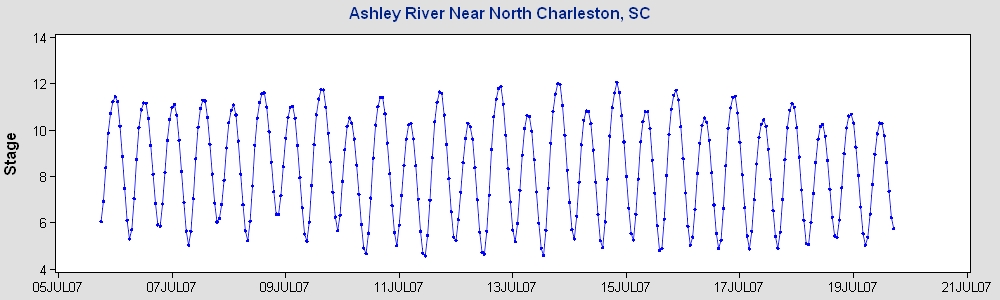 Ashley River Near North Charleston, SC
Stage
14
12
10
8
6
4
05JUL07 07JUL07 09JUL07 11JUL07 13JUL07 15JUL07 17JUL07 19JUL07 21JUL07